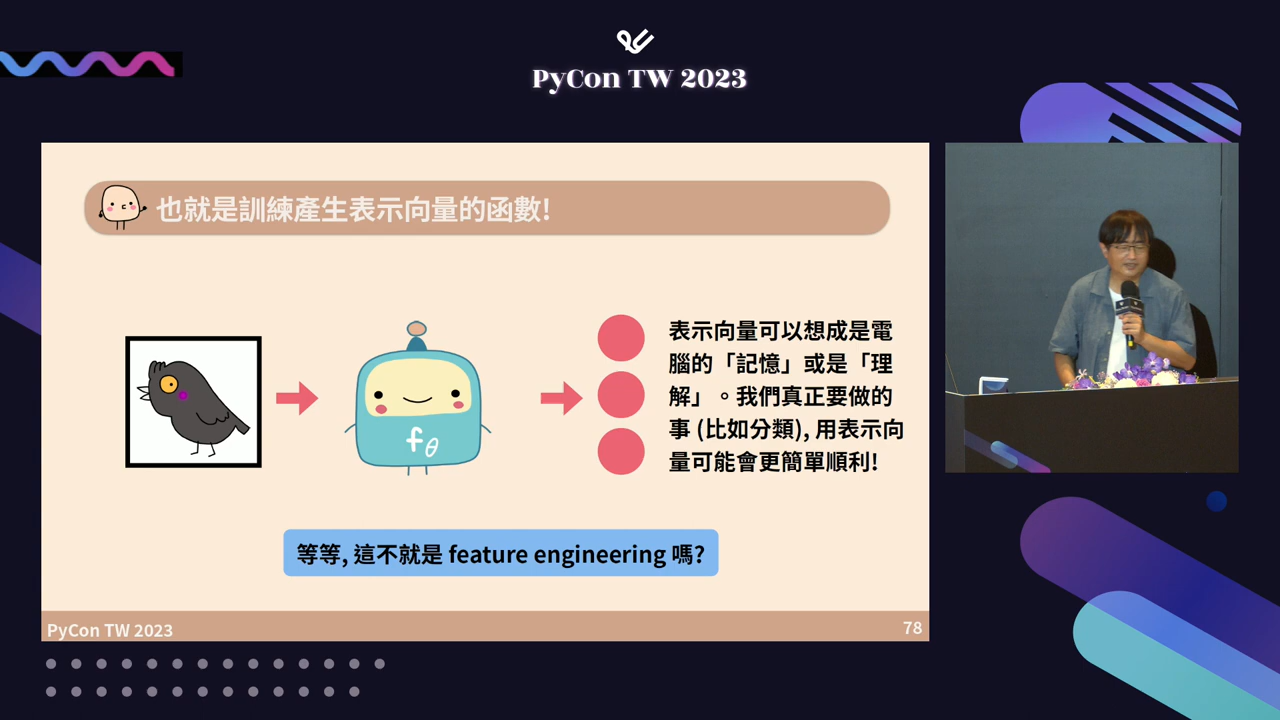 PyCon TW 2023
也就是訓練產生表示向量的函數!
fθ
表示向量可以想成是電
腦的「記憶」或是「理
解」。我們真正要做的
事 (比如分類), 用表示向
量可能會更簡單順利!
等等, 這不就是 feature engineering 嗎?
PyCon TW 2023
78